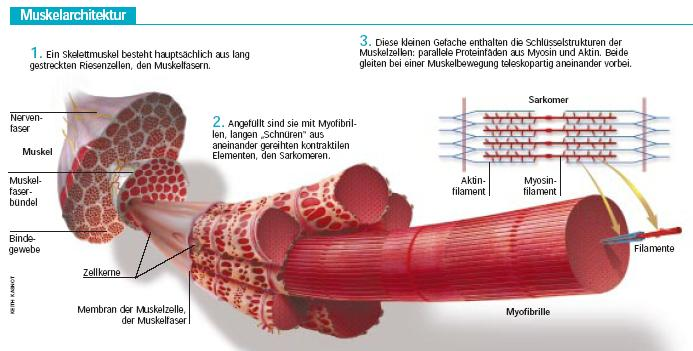 Muskelarchitektur
1. Ein Skelettmuskel besteht hauptsächlich aus lang
gestreckten Riesenzellen, den Muskelfasern.
3. Diese kleinen Gefache enthalten die Schlüsselstrukturen der
Muskelzellen: parallele Proteinfäden aus Myosin und Aktin. Beide
gleiten bei einer Muskelbewegung teleskopartig aneinander vorbei.
2. Angefüllt sind sie mit Myofibril-
len, langen „Schnüren" aus
aneinander gereihten kontraktilen
Elementen, den Sarkomeren.
Sarkomer
Aktin-
filament
Myosin-
filament
Filamente
Nerven-
faser
Muskel
Muskel-
faser-
bündel
Binde-
gewebe
Zellkerne
Membran der Muskelzelle,
der Muskelfaser
Myofibrille
KEITH KASNOT